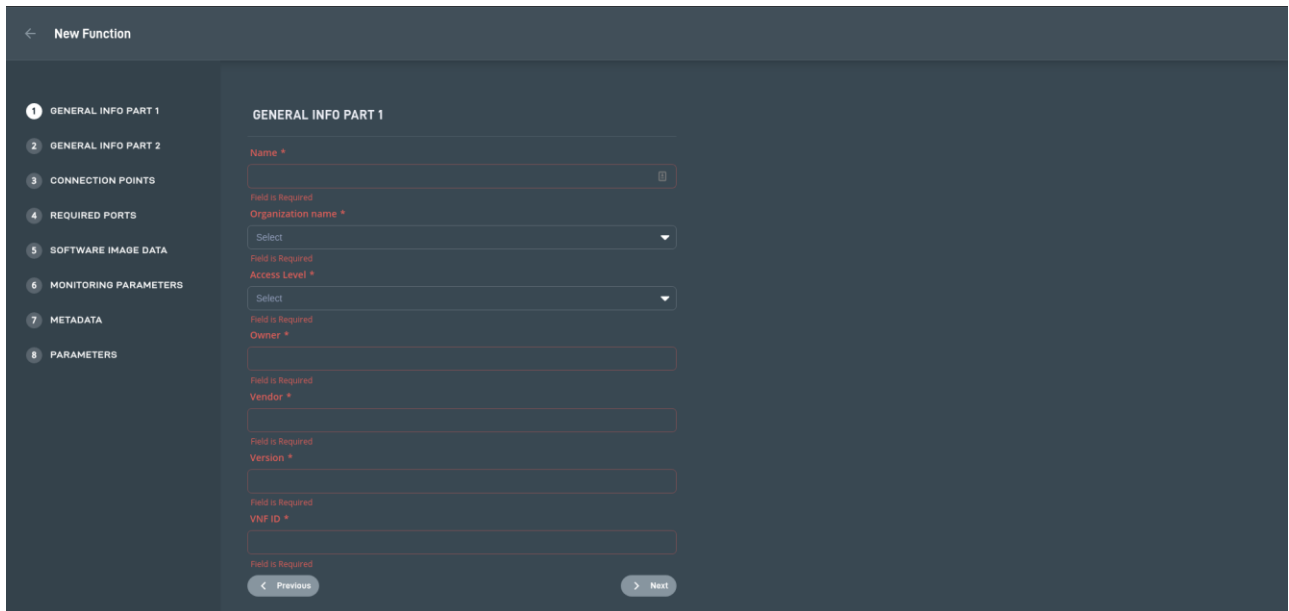 New Function
1 GENERAL INFO PART 1
2 GENERAL INFO PART 2
3 CONNECTION POINTS
4 REQUIRED PORTS
5 SOFTWARE IMAGE DATA
6 MONITORING PARAMETERS
7 METADATA
8 PARAMETERS
GENERAL INFO PART 1
Name *
Field is Required
Organization name *
Select
Field is Required
Access Level *
Select
Field is Required
Owner *
Field is Required
Vendor *
Field is Required
Version *
Field is Required
VNF ID *
Field is Required
Previous
Next